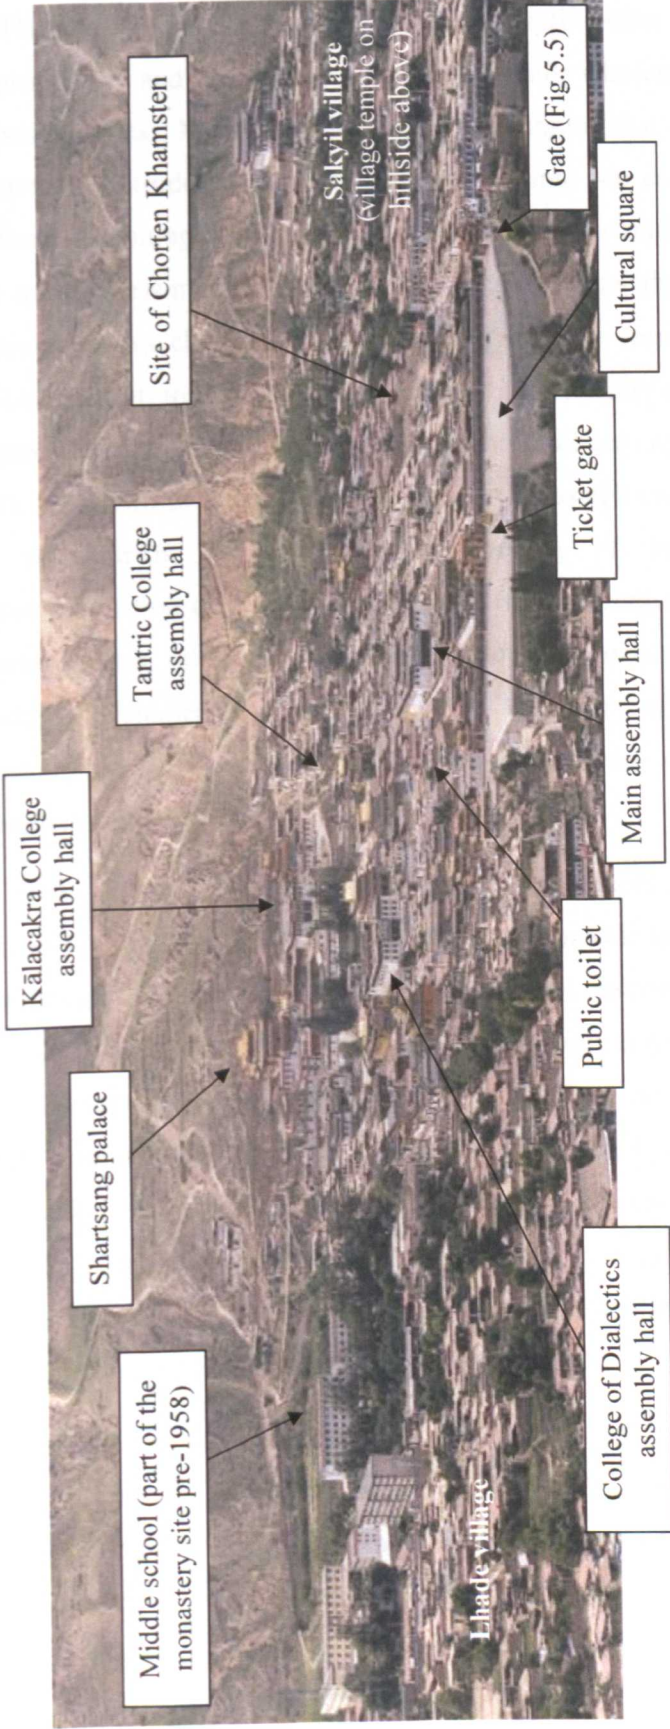 Middle school (part of the
monastery site pre-1958)
Shartsang palace
Kālacakra College
assembly hall
Tantric College
assembly hall
Site of Chorten Khamsten
Sakyil village
(village temple on
hillside above)
Lhade village
College of Dialectics
assembly hall
Public toilet
Main assembly hall
Ticket gate
Cultural square
Gate (Fig.5.5)